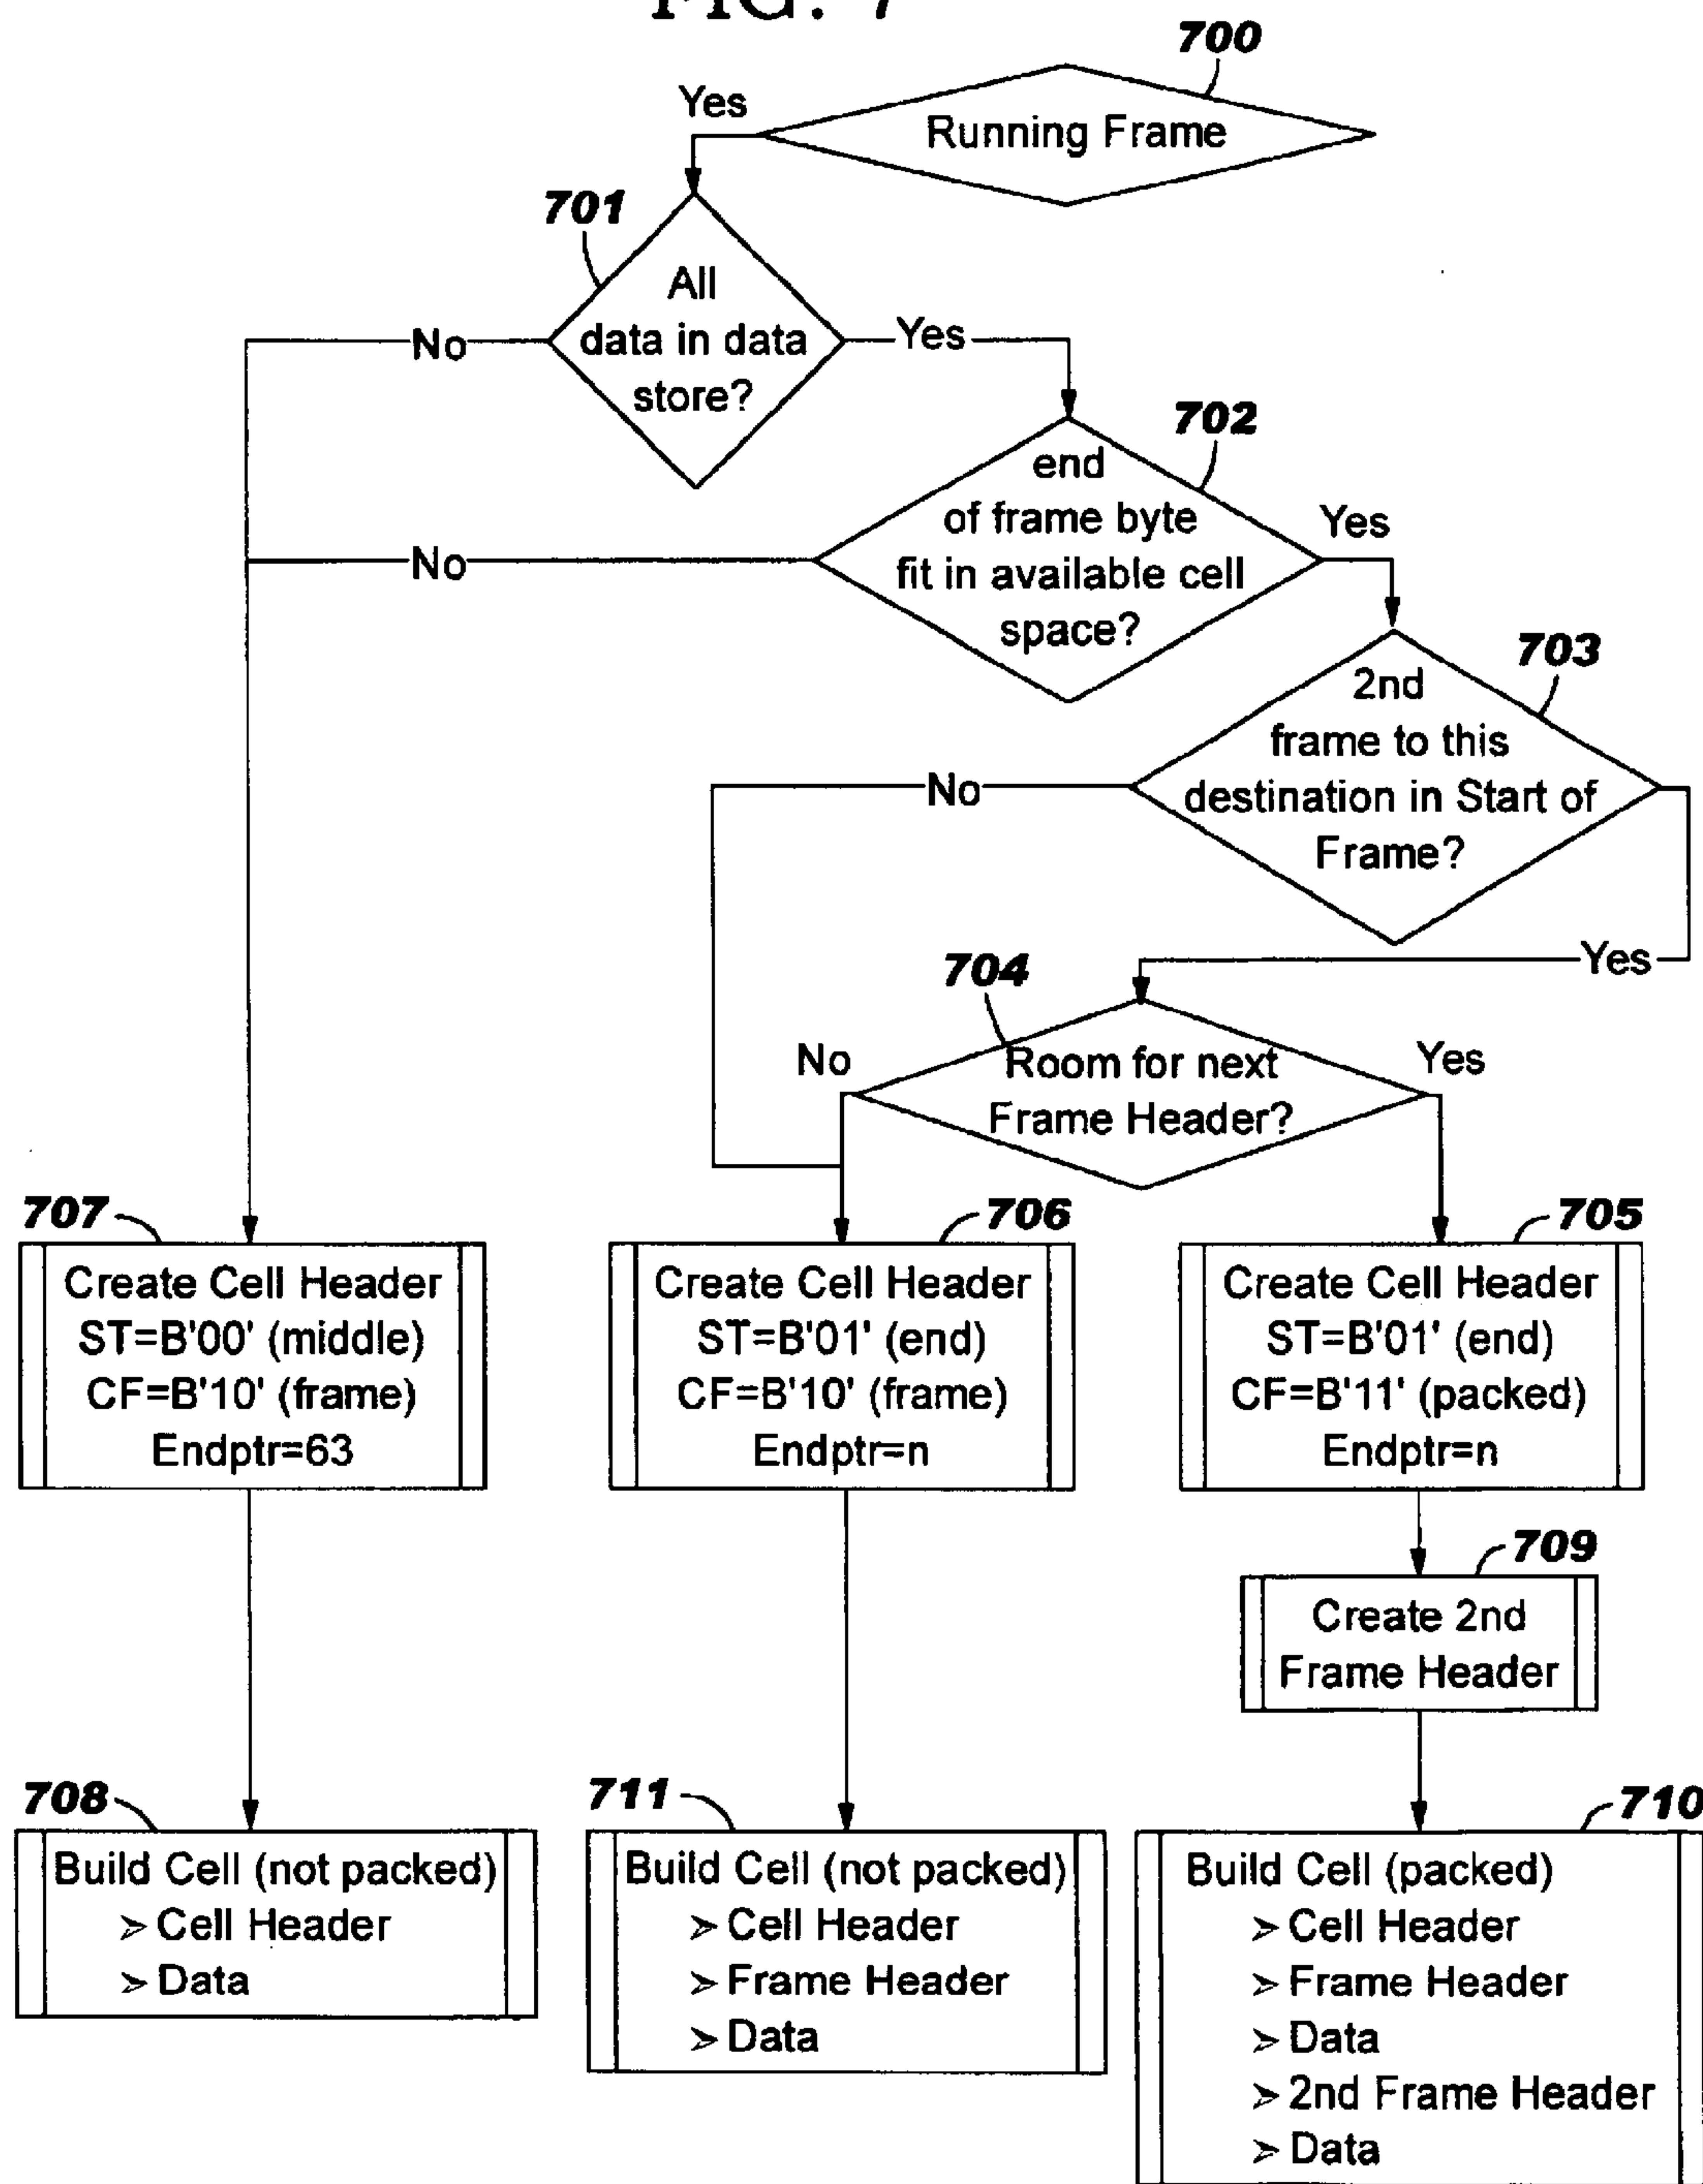 FIG. 7
700
Yes
Running Frame
701
All
data in data
store?
No
Yes
702
end
of frame byte
fit in available cell
space?
No
Yes
703
2nd
frame to this
destination in Start of
Frame?
No
Yes
704
Room for next
Frame Header?
No
Yes
707
Create Cell Header
ST=B'00' (middle)
CF=B'10' (frame)
Endptr=63
706
Create Cell Header
ST=B'01' (end)
CF=B'10' (frame)
Endptr=n
705
Create Cell Header
ST=B'01' (end)
CF=B'11' (packed)
Endptr=n
709
Create 2nd
Frame Header
708
Build Cell (not packed)
➢ Cell Header
➢ Data
711
Build Cell (not packed)
➢ Cell Header
➢ Frame Header
➢ Data
710
Build Cell (packed)
➢ Cell Header
➢ Frame Header
➢ Data
➢ 2nd Frame Header
➢ Data